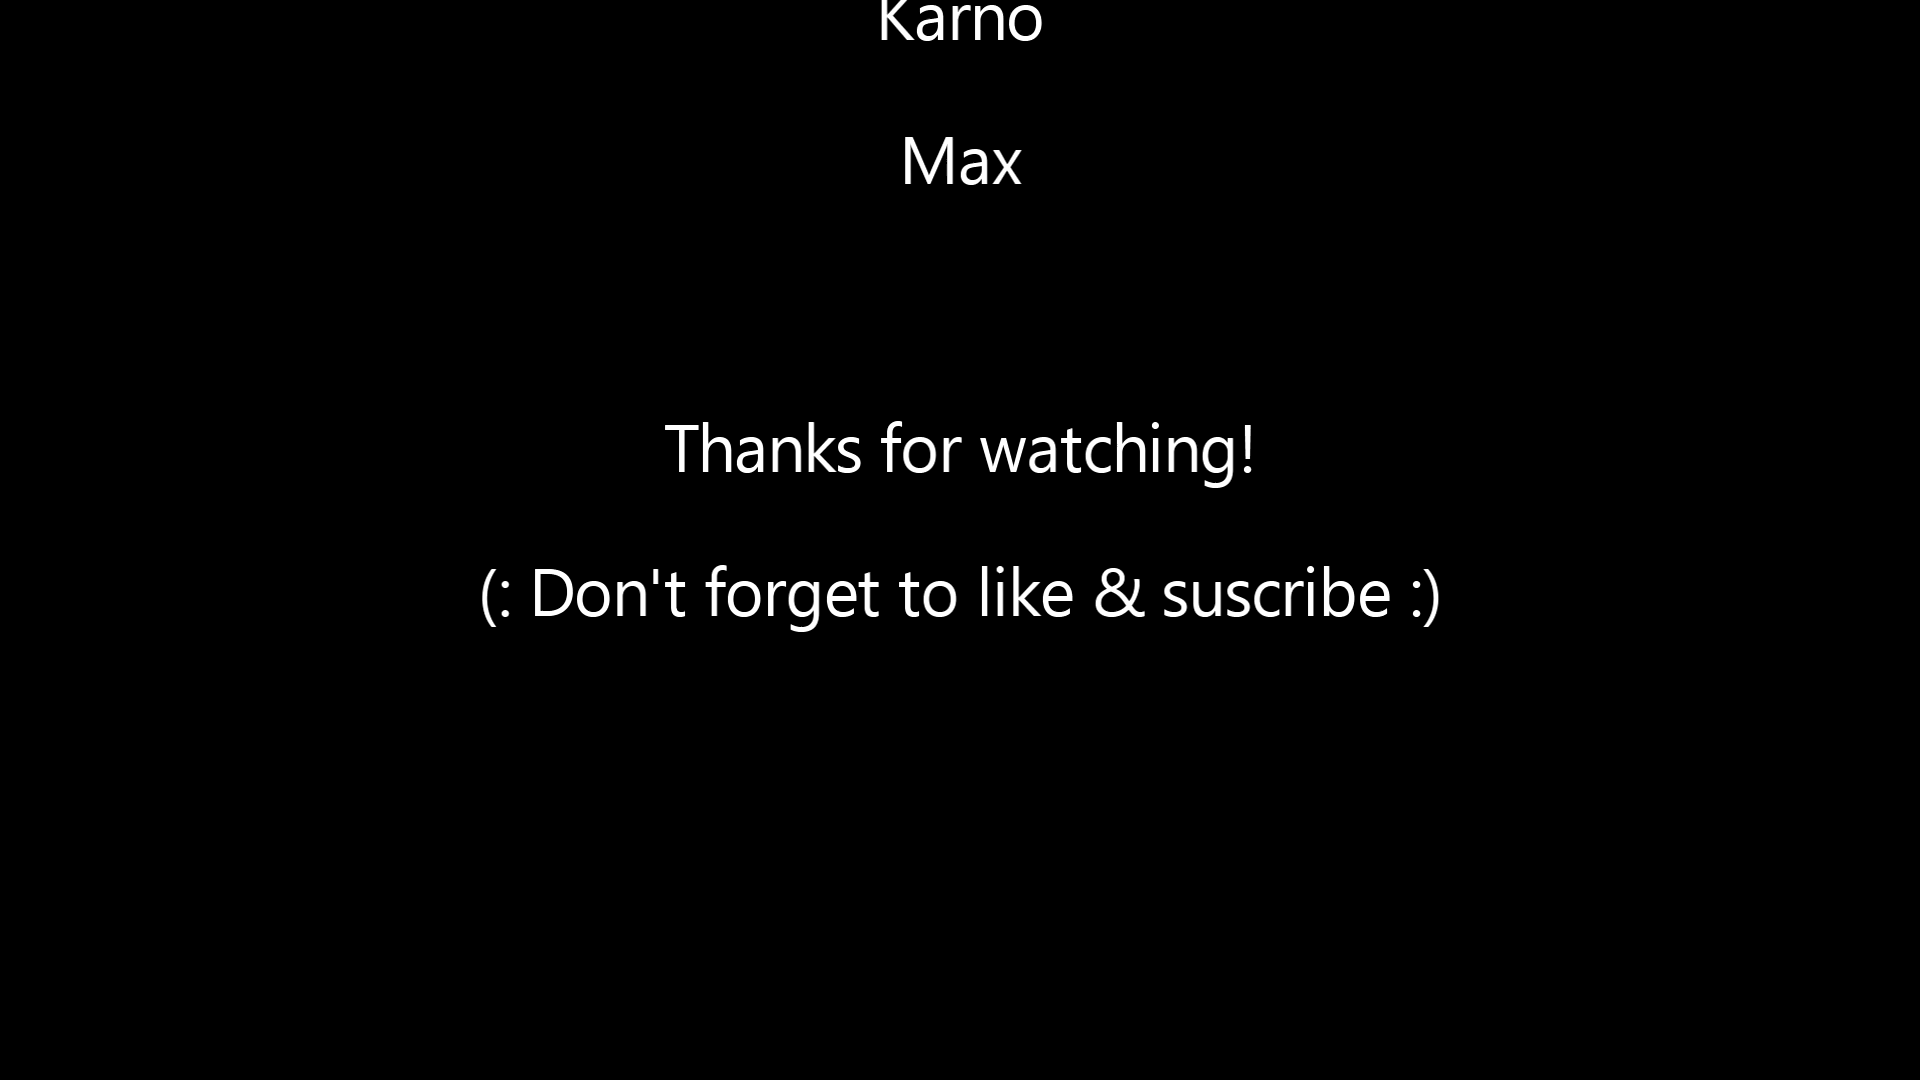 Karno
Max
Thanks for watching!
(: Don't forget to like & suscribe :)